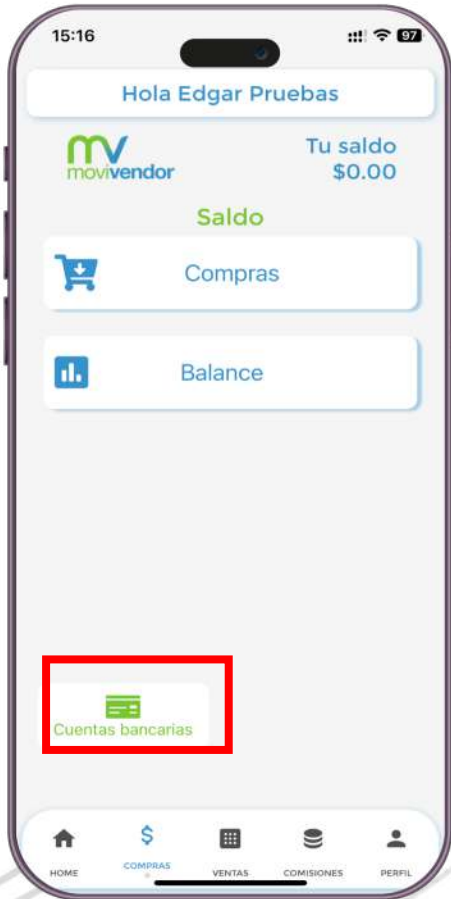 15:16
97
Hola Edgar Pruebas
movivendor
Tu saldo
$0.00
Saldo
Compras
Balance
Cuentas bancarias
HOME
COMPRAS
VENTAS
COMISIONES
PERFIL